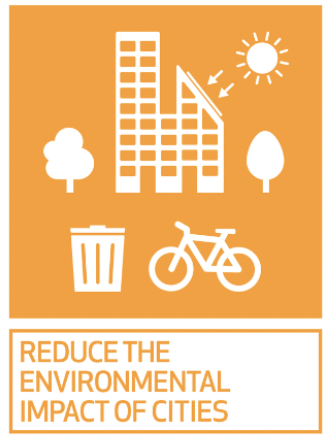 REDUCE THE
ENVIRONMENTAL
IMPACT OF CITIES